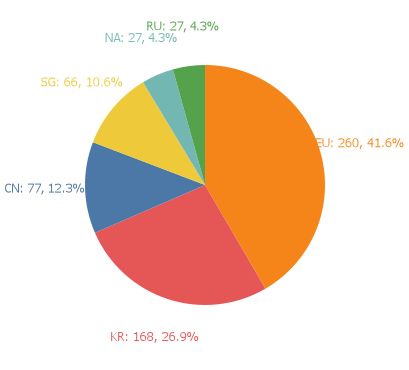 RU: 27, 4.3%
NA: 27, 4.3%
SG: 66, 10.6%
EU: 260, 41.6%
CN: 77, 12.3%
KR: 168, 26.9%